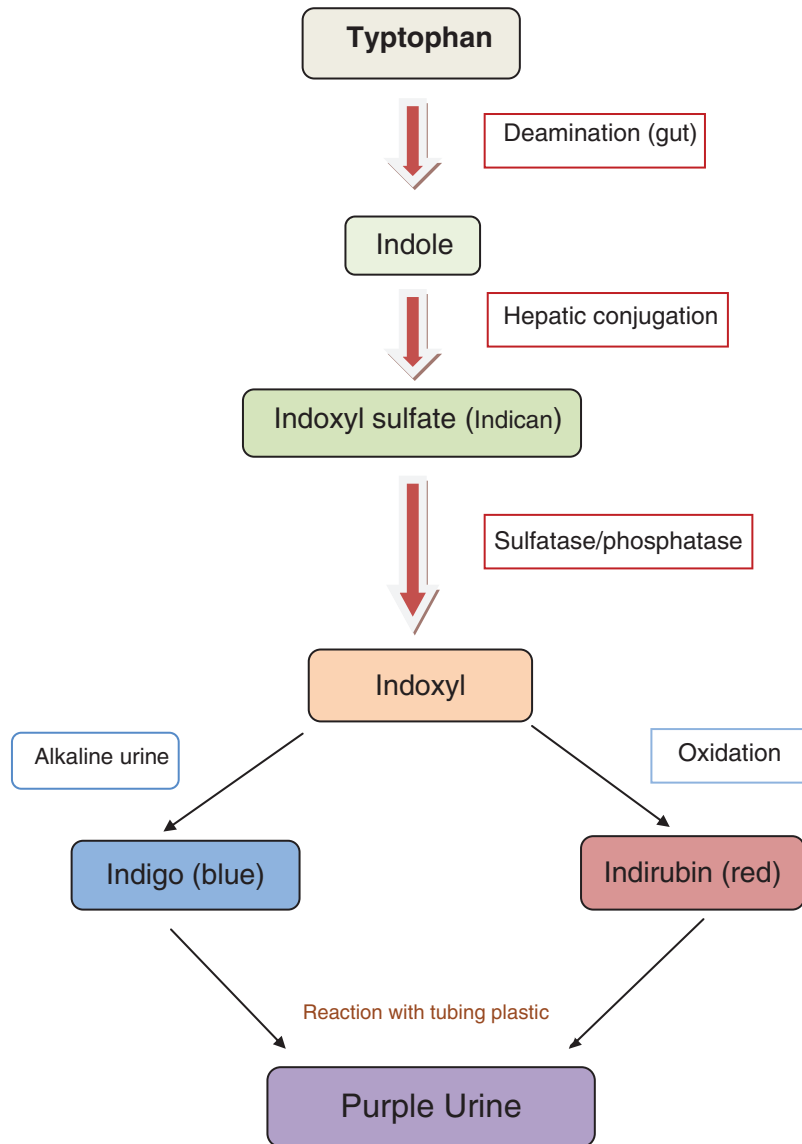 Typtophan
Deamination (gut)
Indole
Hepatic conjugation
Indoxyl sulfate (Indican)
Sulfatase/phosphatase
Indoxyl
Alkaline urine
Oxidation
Indigo (blue)
Indirubin (red)
Reaction with tubing plastic
Purple Urine